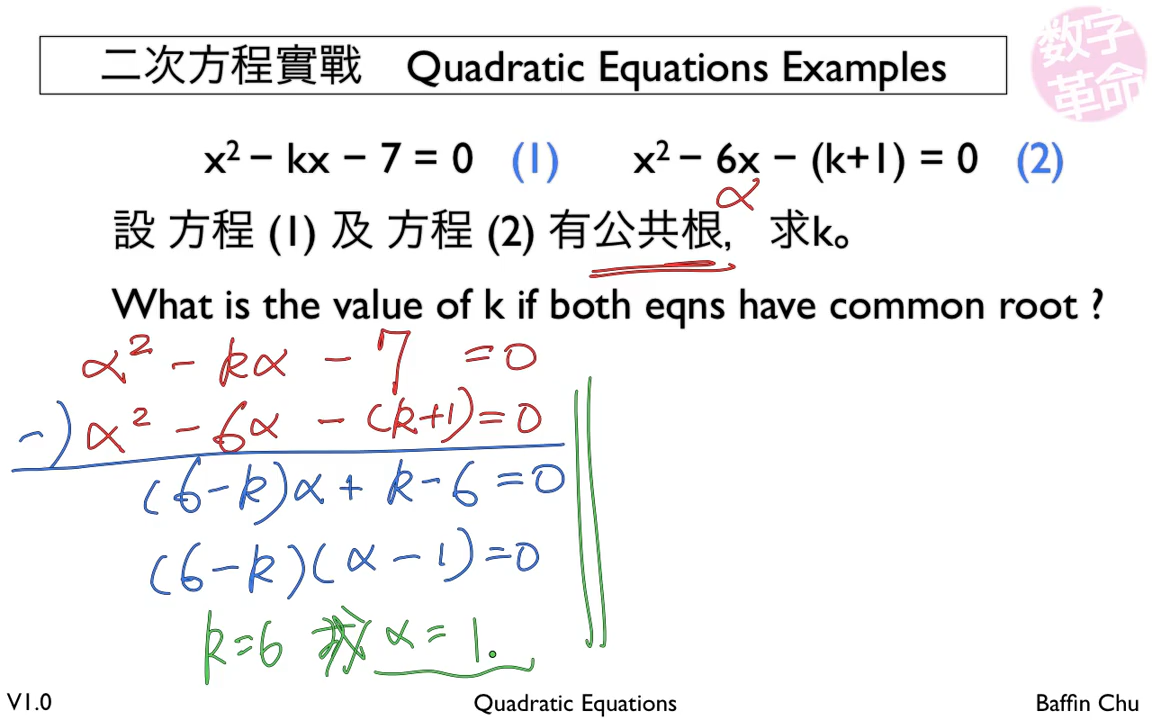 二次方程實戰 Quadratic Equations Examples
数字
革命
x² − kx − 7 = 0 (1) x² − 6x − (k+1) = 0 (2)
α
設 方程 (1) 及 方程 (2) 有公共根, 求k。
What is the value of k if both eqns have common root ?
α² − kα − 7 = 0
−) α² − 6α − (k+1) = 0
(6−k)α + k−6 = 0
(6−k)(α−1) = 0
k=6 或 α = 1.
V1.0 Quadratic Equations Baffin Chu